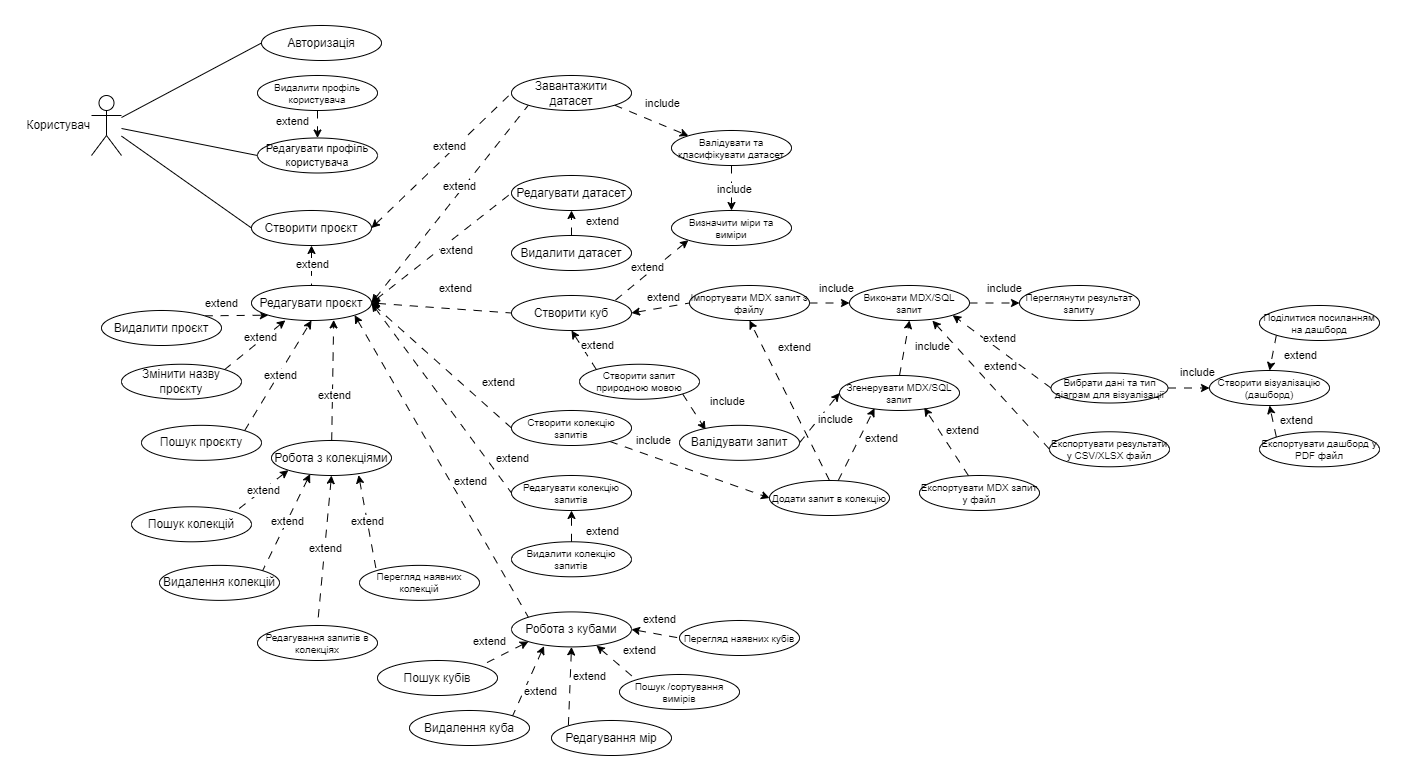 Авторизація
Видалити профіль
користувача
extend
Користувач
Редагувати профіль
користувача
Створити проєкт
extend
Редагувати проєкт
extend
Видалити проєкт
extend
Змінити назву
проєкту
extend
Пошук проєкту
extend
Робота з колекціями
extend
Пошук колекцій
extend
Видалення колекцій
extend
Редагування запитів в
колекціях
extend
Перегляд наявних
колекцій
Завантажити
датасет
extend
extend
include
Валідувати та
класифікувати датасет
include
Визначити міри та
виміри
Редагувати датасет
extend
extend
Видалити датасет
extend
extend
Створити куб
extend
Імпортувати MDX запит з
файлу
include
Виконати MDX/SQL
запит
include
Переглянути результат
запиту
extend
Створити запит
природною мовою
include
Валідувати запит
include
Згенерувати MDX/SQL
запит
include
extend
extend
extend
Вибрати дані та тип
діаграм для візуалізації
include
Створити візуалізацію
(дашборд)
Поділитися посиланням
на дашборд
extend
extend
Експортувати дашборд у
PDF файл
Експортувати результати
у CSV/XLSX файл
extend
Створити колекцію
запитів
include
Додати запит в колекцію
extend
extend
Експортувати MDX запит
у файл
extend
Редагувати колекцію
запитів
extend
Видалити колекцію
запитів
extend
Робота з кубами
extend
Перегляд наявних кубів
extend
Пошук кубів
extend
Пошук /сортування
вимірів
extend
Видалення куба
extend
Редагування мір